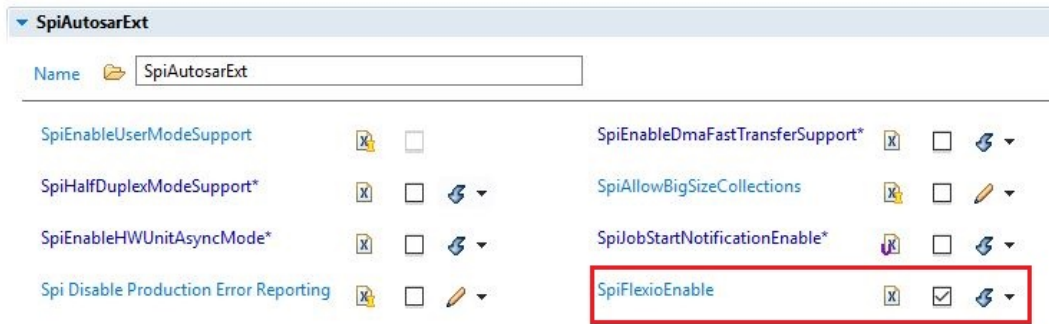 SpiAutosarExt
Name SpiAutosarExt
SpiEnableUserModeSupport SpiEnableDmaFastTransferSupport*
SpiHalfDuplexModeSupport* SpiAllowBigSizeCollections
SpiEnableHWUnitAsyncMode* SpiJobStartNotificationEnable*
Spi Disable Production Error Reporting SpiFlexioEnable